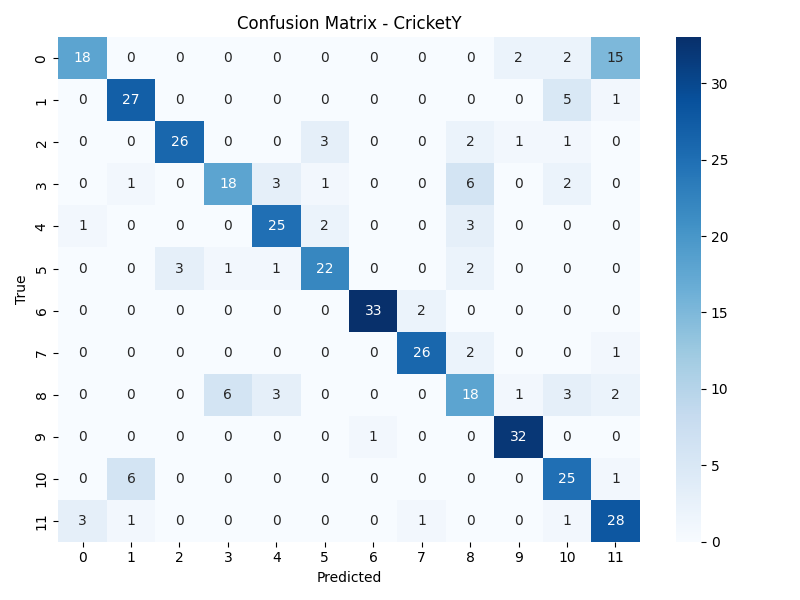 Confusion Matrix - CricketY
True
0 18 0 0 0 0 0 0 0 0 2 2 15
1 0 27 0 0 0 0 0 0 0 0 5 1
2 0 0 26 0 0 3 0 0 2 1 1 0
3 0 1 0 18 3 1 0 0 6 0 2 0
4 1 0 0 0 25 2 0 0 3 0 0 0
5 0 0 3 1 1 22 0 0 2 0 0 0
6 0 0 0 0 0 0 33 2 0 0 0 0
7 0 0 0 0 0 0 0 26 2 0 0 1
8 0 0 0 6 3 0 0 0 18 1 3 2
9 0 0 0 0 0 0 1 0 0 32 0 0
10 0 6 0 0 0 0 0 0 0 0 25 1
11 3 1 0 0 0 0 0 1 0 0 1 28
0 1 2 3 4 5 6 7 8 9 10 11
Predicted
30
25
20
15
10
5
0